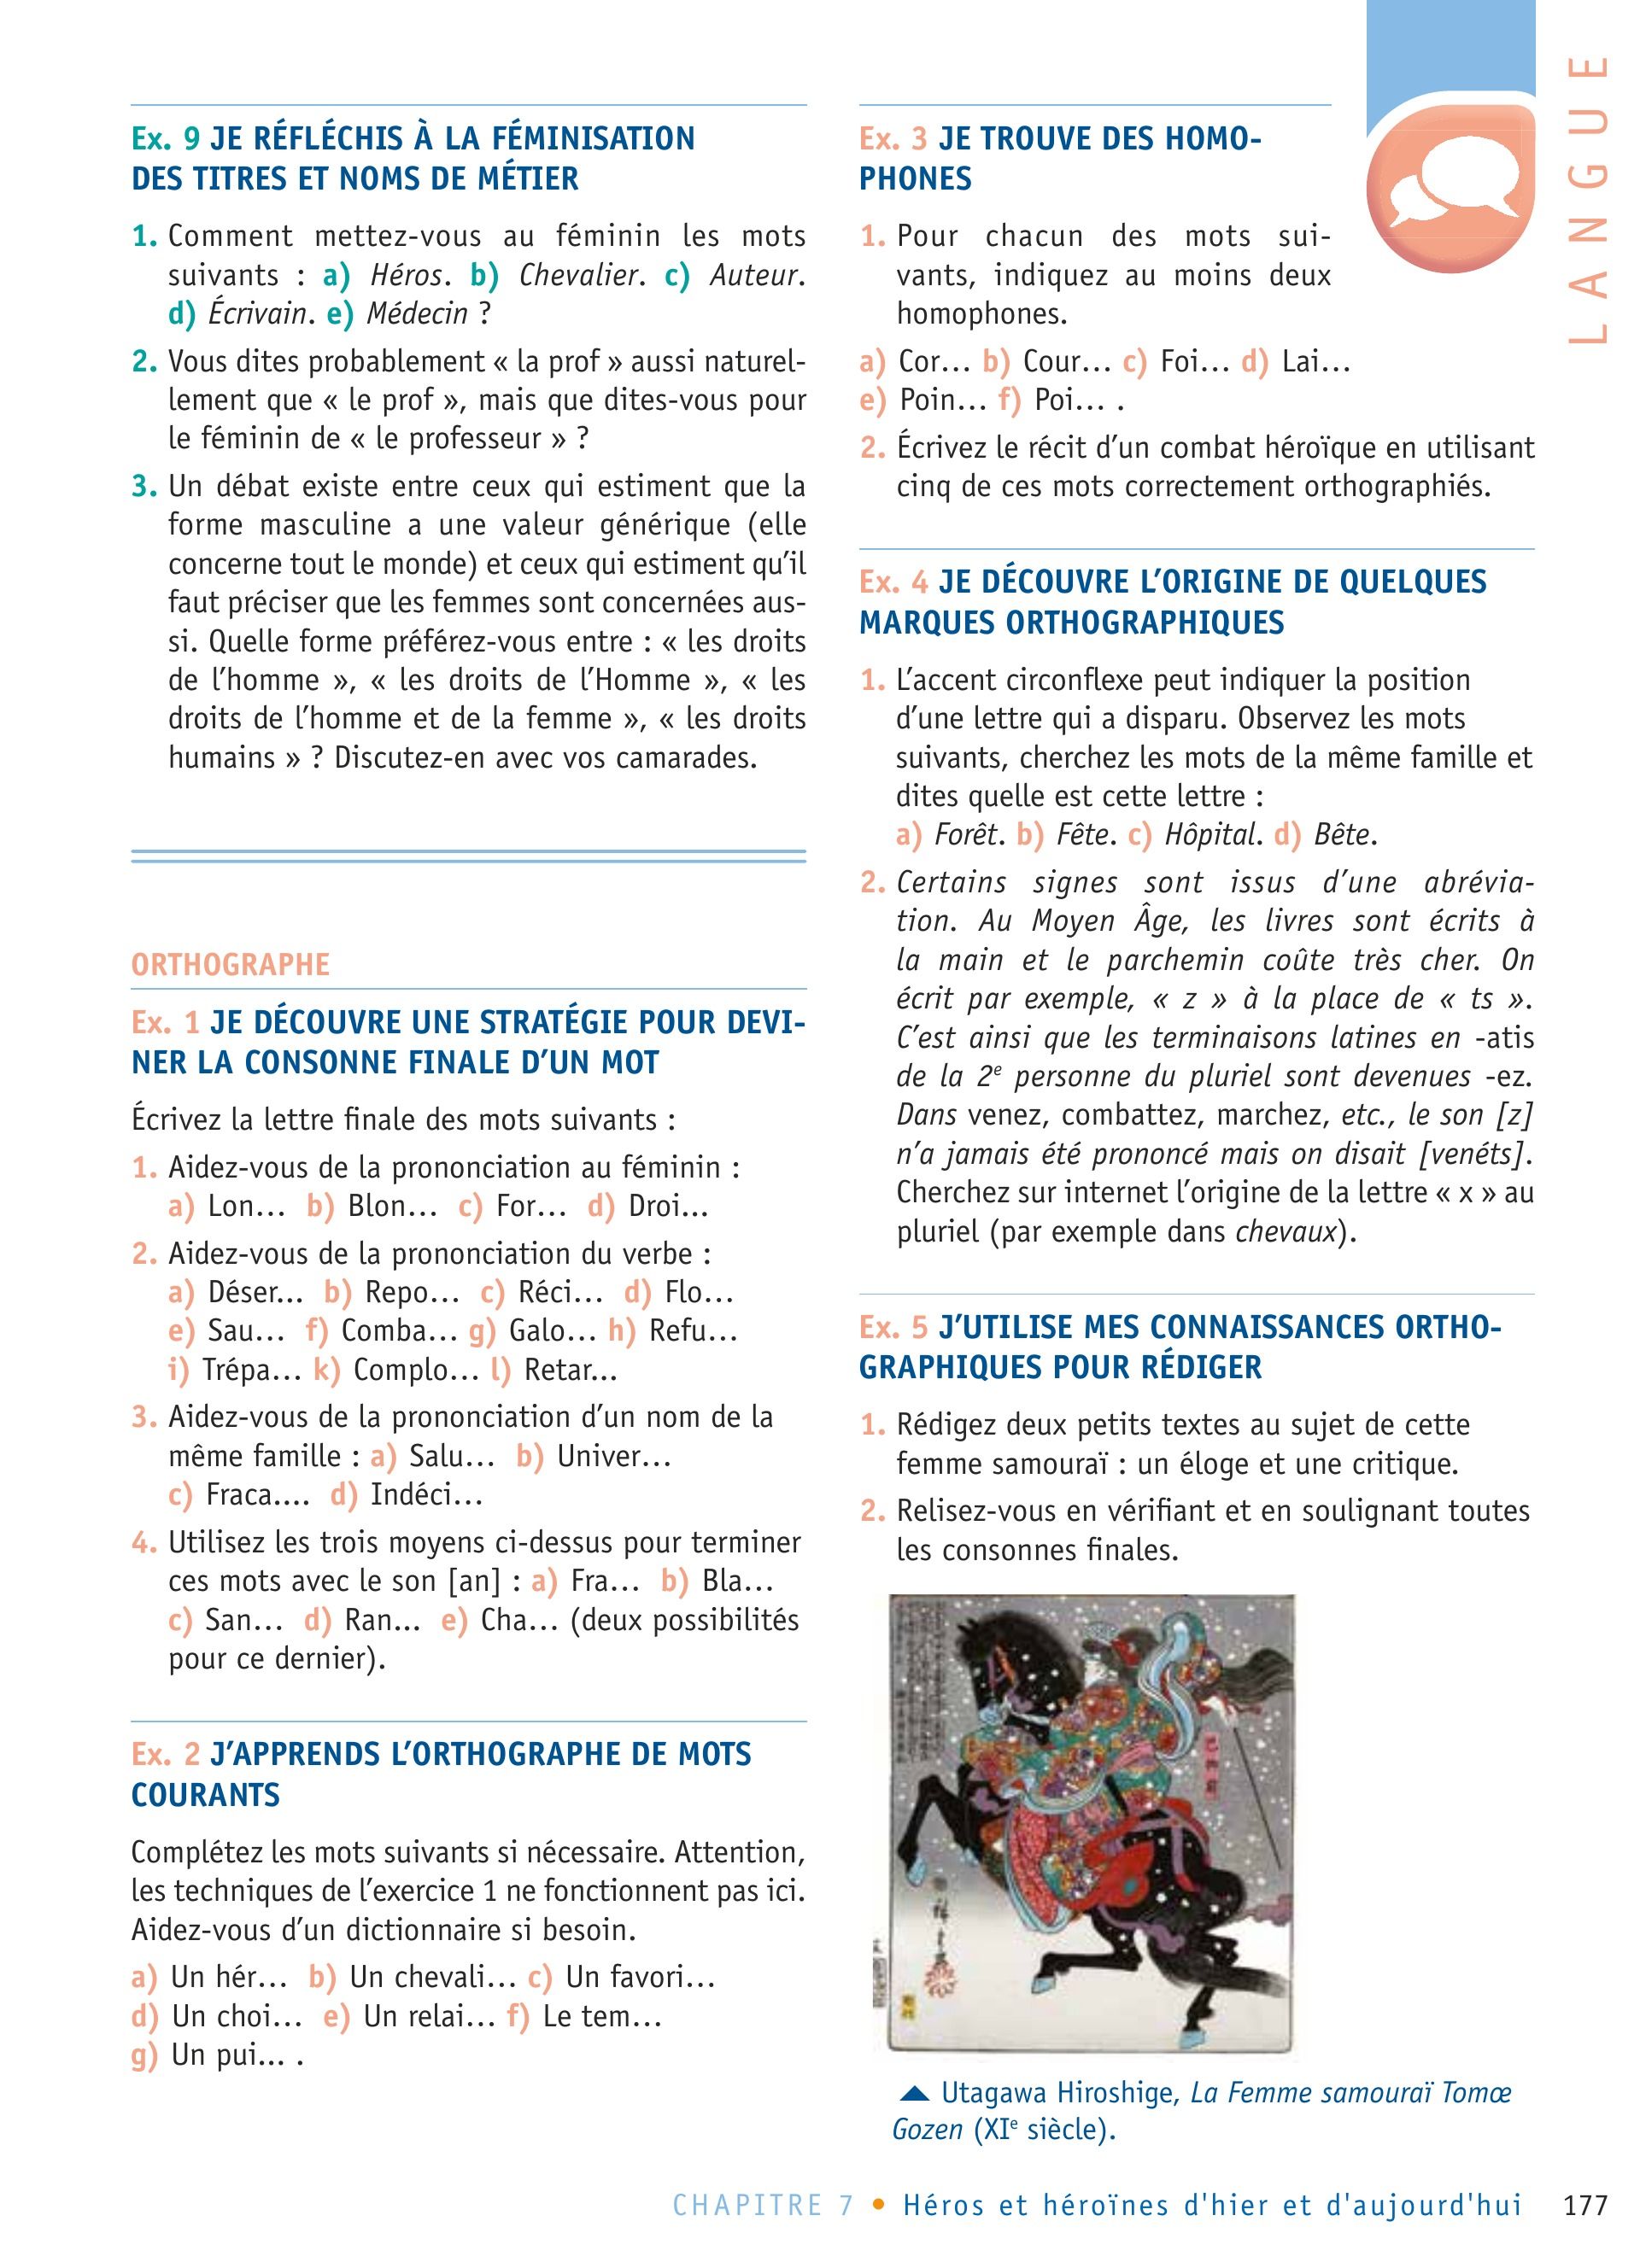 LANGUE
Ex. 9 JE RÉFLÉCHIS À LA FÉMINISATION
DES TITRES ET NOMS DE MÉTIER
1. Comment mettez-vous au féminin les mots
suivants : a) Héros. b) Chevalier. c) Auteur.
d) Écrivain. e) Médecin ?
2. Vous dites probablement « la prof » aussi naturel-
lement que « le prof », mais que dites-vous pour
le féminin de « le professeur » ?
3. Un débat existe entre ceux qui estiment que la
forme masculine a une valeur générique (elle
concerne tout le monde) et ceux qui estiment qu’il
faut préciser que les femmes sont concernées aus-
si. Quelle forme préférez-vous entre : « les droits
de l’homme », « les droits de l’Homme », « les
droits de l’homme et de la femme », « les droits
humains » ? Discutez-en avec vos camarades.
ORTHOGRAPHE
Ex. 1 JE DÉCOUVRE UNE STRATÉGIE POUR DEVI-
NER LA CONSONNE FINALE D’UN MOT
Écrivez la lettre finale des mots suivants :
1. Aidez-vous de la prononciation au féminin :
a) Lon… b) Blon… c) For… d) Droi...
2. Aidez-vous de la prononciation du verbe :
a) Déser... b) Repo… c) Réci… d) Flo…
e) Sau… f) Comba… g) Galo… h) Refu…
i) Trépa… k) Complo… l) Retar...
3. Aidez-vous de la prononciation d’un nom de la
même famille : a) Salu… b) Univer…
c) Fraca.... d) Indéci…
4. Utilisez les trois moyens ci-dessus pour terminer
ces mots avec le son [an] : a) Fra… b) Bla…
c) San… d) Ran... e) Cha… (deux possibilités
pour ce dernier).
Ex. 2 J’APPRENDS L’ORTHOGRAPHE DE MOTS
COURANTS
Complétez les mots suivants si nécessaire. Attention,
les techniques de l’exercice 1 ne fonctionnent pas ici.
Aidez-vous d’un dictionnaire si besoin.
a) Un hér… b) Un chevali… c) Un favori…
d) Un choi… e) Un relai… f) Le tem…
g) Un pui... .
Ex. 3 JE TROUVE DES HOMO-
PHONES
1. Pour chacun des mots sui-
vants, indiquez au moins deux
homophones.
a) Cor… b) Cour… c) Foi… d) Lai…
e) Poin… f) Poi… .
2. Écrivez le récit d’un combat héroïque en utilisant
cinq de ces mots correctement orthographiés.
Ex. 4 JE DÉCOUVRE L’ORIGINE DE QUELQUES
MARQUES ORTHOGRAPHIQUES
1. L’accent circonflexe peut indiquer la position
d’une lettre qui a disparu. Observez les mots
suivants, cherchez les mots de la même famille et
dites quelle est cette lettre :
a) Forêt. b) Fête. c) Hôpital. d) Bête.
2. Certains signes sont issus d’une abrévia-
tion. Au Moyen Âge, les livres sont écrits à
la main et le parchemin coûte très cher. On
écrit par exemple, « z » à la place de « ts ».
C’est ainsi que les terminaisons latines en -atis
de la 2e personne du pluriel sont devenues -ez.
Dans venez, combattez, marchez, etc., le son [z]
n’a jamais été prononcé mais on disait [venéts].
Cherchez sur internet l’origine de la lettre « x » au
pluriel (par exemple dans chevaux).
Ex. 5 J’UTILISE MES CONNAISSANCES ORTHO-
GRAPHIQUES POUR RÉDIGER
1. Rédigez deux petits textes au sujet de cette
femme samouraï : un éloge et une critique.
2. Relisez-vous en vérifiant et en soulignant toutes
les consonnes finales.
▲ Utagawa Hiroshige, La Femme samouraï Tomœ
Gozen (XIe siècle).
CHAPITRE 7 • Héros et héroïnes d'hier et d'aujourd'hui 177